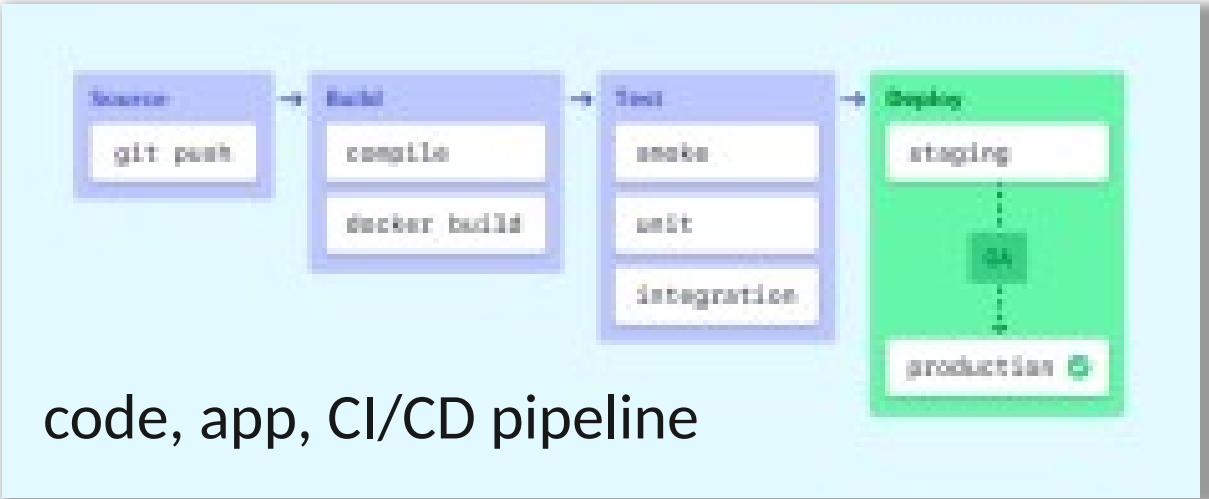 Source
git push
Build
compile
docker build
Test
smoke
unit
integration
Deploy
staging
QA
production
code, app, CI/CD pipeline